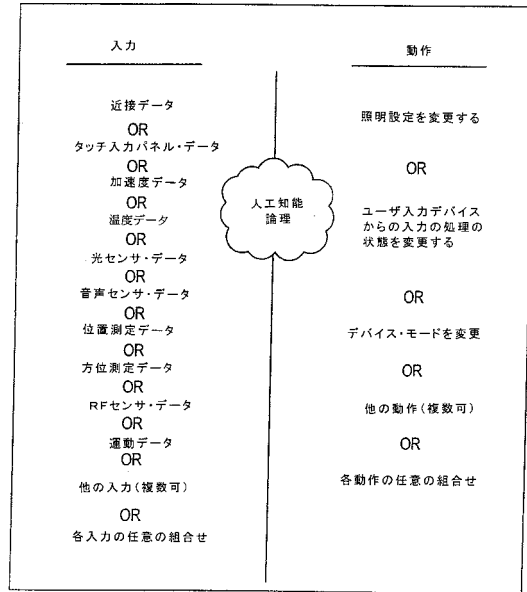 入力
近接データ
OR
タッチ入力パネル・データ
OR
加速度データ
OR
温度データ
OR
光センサ・データ
OR
音声センサ・データ
OR
位置測定データ
OR
方位測定データ
OR
RFセンサ・データ
OR
運動データ
OR
他の入力(複数可)
OR
各入力の任意の組合せ
人工知能
論理
動作
照明設定を変更する
OR
ユーザ入力デバイス
からの入力の処理の
状態を変更する
OR
デバイス・モードを変更
OR
他の動作(複数可)
OR
各動作の任意の組合せ